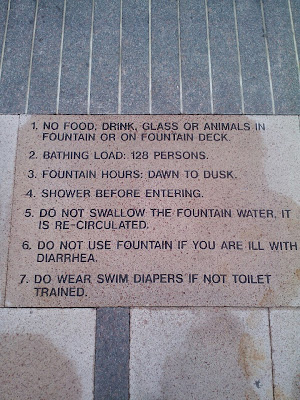 1. NO FOOD, DRINK, GLASS OR ANIMALS IN
FOUNTAIN OR ON FOUNTAIN DECK.
2. BATHING LOAD: 128 PERSONS.
3. FOUNTAIN HOURS: DAWN TO DUSK.
4. SHOWER BEFORE ENTERING.
5. DO NOT SWALLOW THE FOUNTAIN WATER, IT
IS RE-CIRCULATED.
6. DO NOT USE FOUNTAIN IF YOU ARE ILL WITH
DIARRHEA.
7. DO WEAR SWIM DIAPERS IF NOT TOILET
TRAINED.